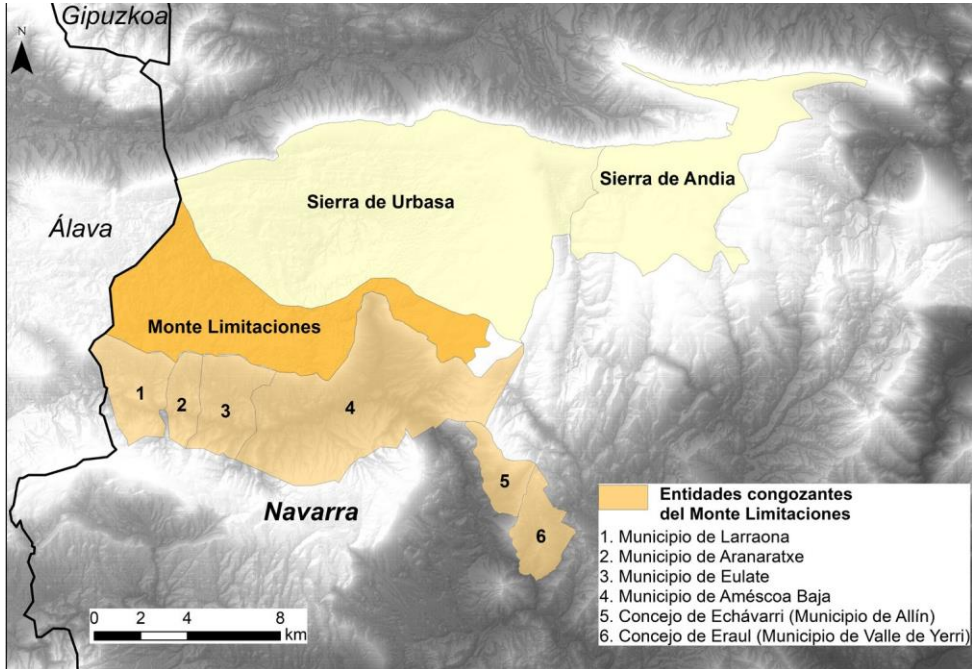 Gipuzkoa
N
Álava
Sierra de Urbasa
Sierra de Andia
Monte Limitaciones
1
2
3
4
5
6
Navarra
0 2 4 8
km
Entidades congozantes
del Monte Limitaciones
1. Municipio de Larraona
2. Municipio de Aranaratxe
3. Municipio de Eulate
4. Municipio de Améscoa Baja
5. Concejo de Echávarri (Municipio de Allín)
6. Concejo de Eraul (Municipio de Valle de Yerri)